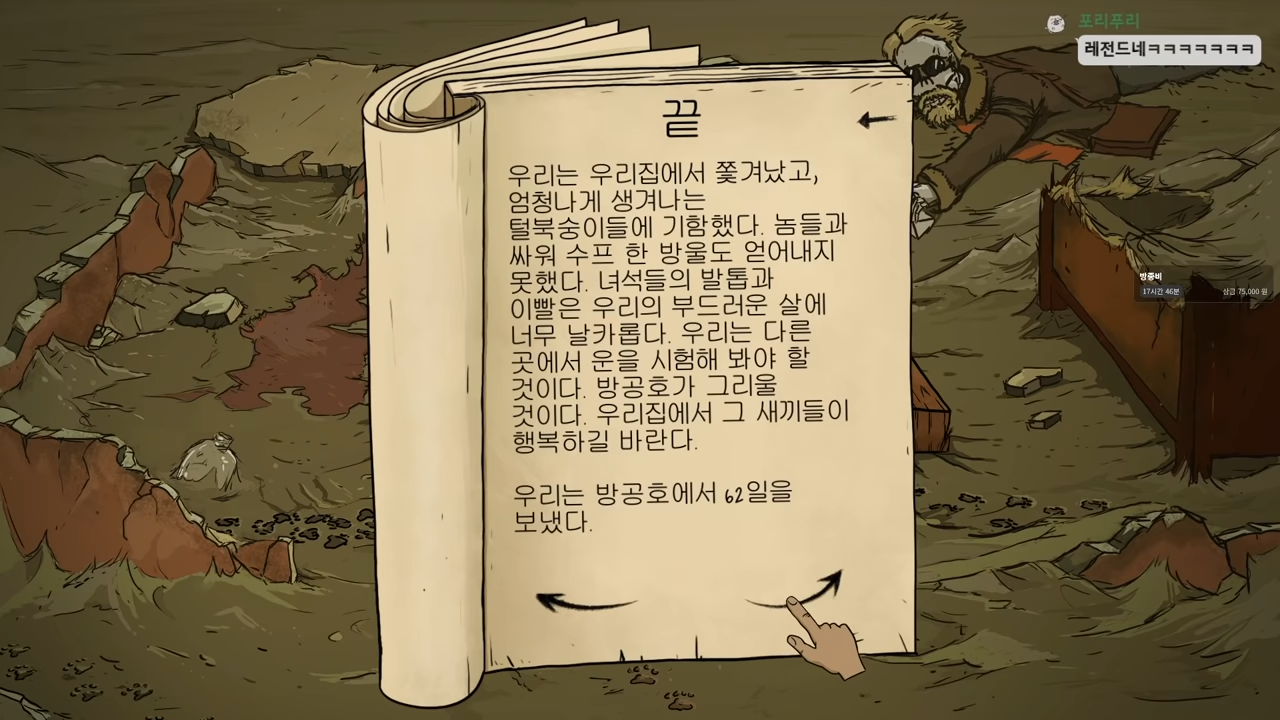 포리푸리
레전드네ㅋㅋㅋㅋㅋㅋㅋ
끝
우리는 우리집에서 쫓겨났고,
엄청나게 생겨나는
털북숭이들에 기함했다. 놈들과
싸워 수프 한 방울도 얻어내지
못했다. 녀석들의 발톱과
이빨은 우리의 부드러운 살에
너무 날카롭다. 우리는 다른
곳에서 운을 시험해 봐야 할
것이다. 방공호가 그리울
것이다. 우리집에서 그 새끼들이
행복하길 바란다.
우리는 방공호에서 62일을
보냈다.
방종비
17시간 46분 상금 75,000 원